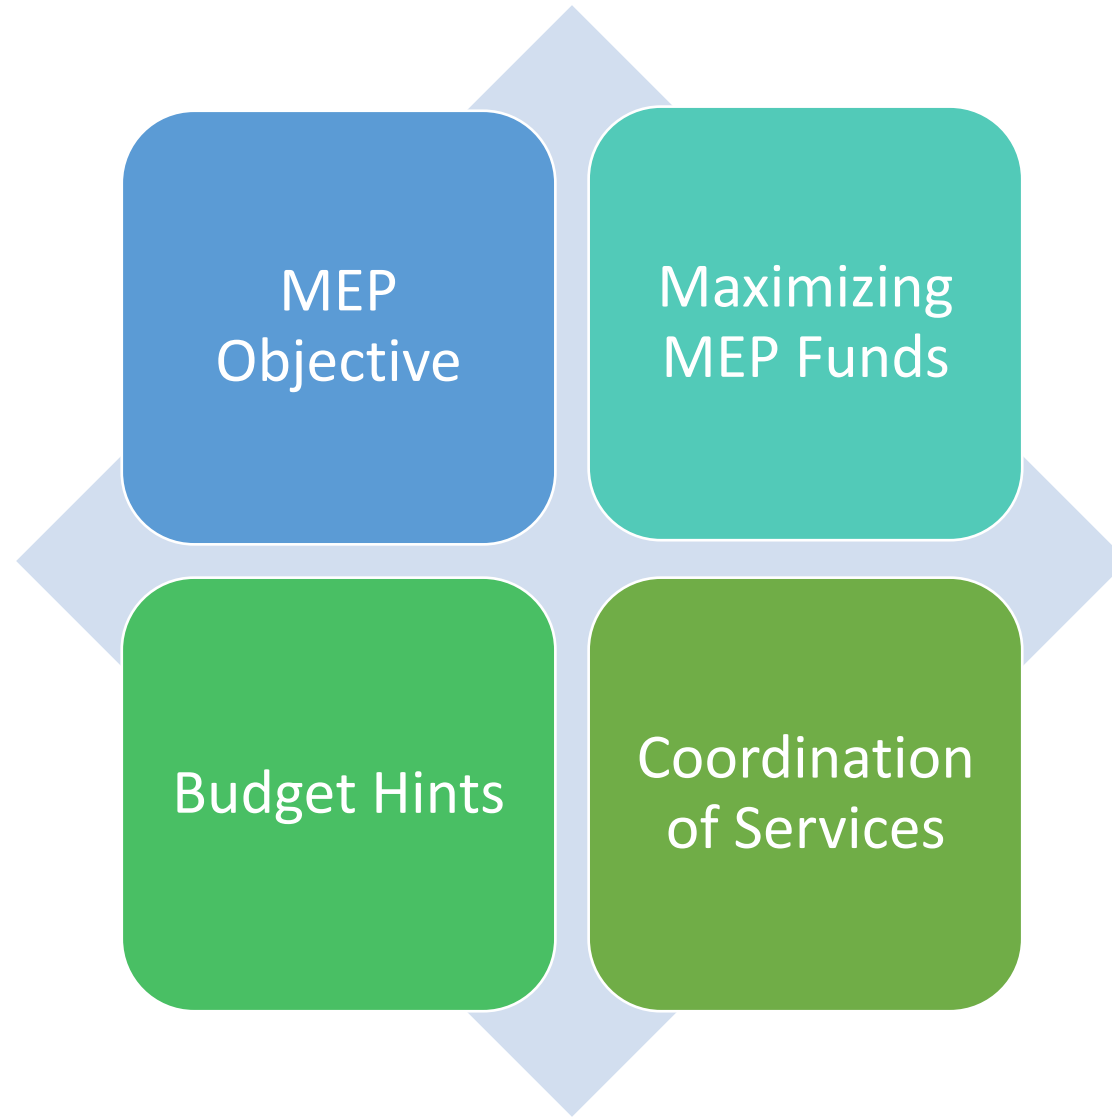 MEP
Objective
Maximizing
MEP Funds
Budget Hints
Coordination
of Services